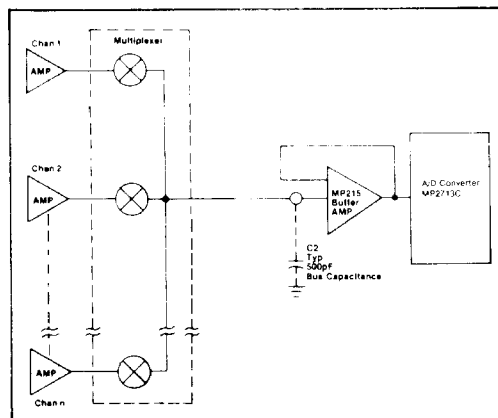 Chan 1
AMP
Multiplexer
Chan 2
AMP
MP215
Buffer
AMP
A/D Converter
MP2713C
C2
Typ
500pf
Bus Capacitance
AMP
Chan n